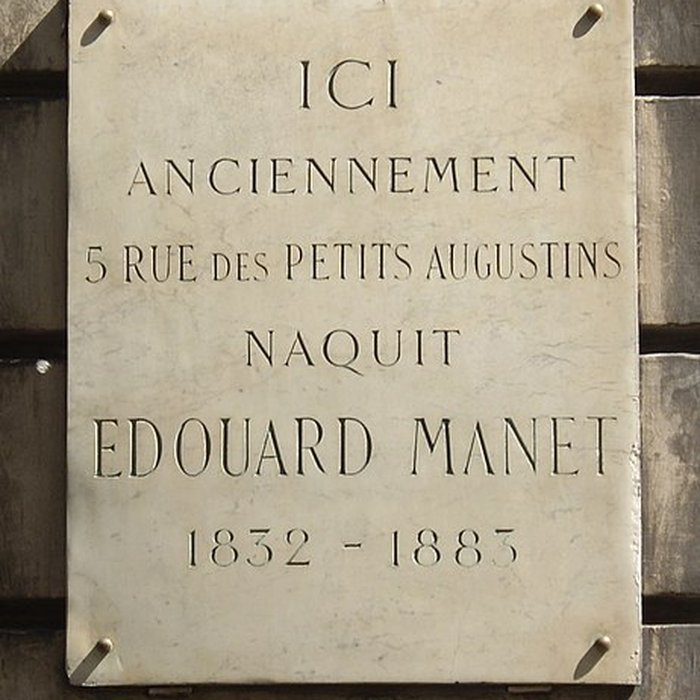 ICI
ANCIENNEMENT
5 RUE DES PETITS AUGUSTINS
NAQUIT
EDOUARD MANET
1832 - 1883